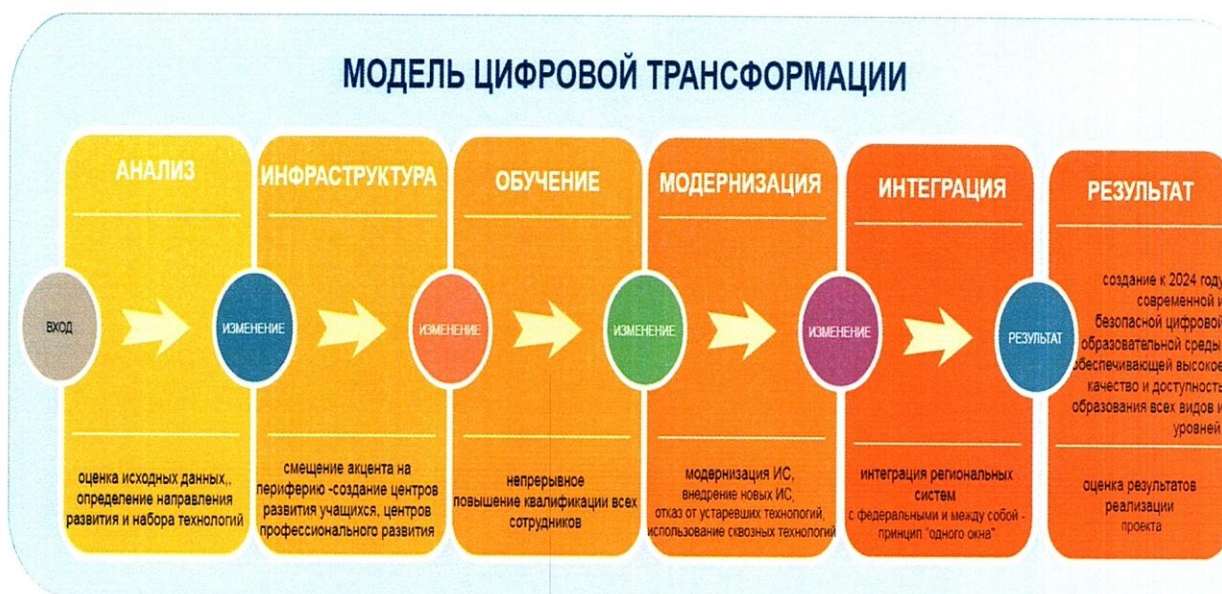 МОДЕЛЬ ЦИФРОВОЙ ТРАНСФОРМАЦИИ
АНАЛИЗ
ИНФРАСТРУКТУРА
ОБУЧЕНИЕ
МОДЕРНИЗАЦИЯ
ИНТЕГРАЦИЯ
РЕЗУЛЬТАТ
ВХОД
ИЗМЕНЕНИЕ
ИЗМЕНЕНИЕ
ИЗМЕНЕНИЕ
ИЗМЕНЕНИЕ
РЕЗУЛЬТАТ
создание к 2024 году
современной и
безопасной цифровой
образовательной среды,
обеспечивающей высокое
качество и доступность
образования всех видов и
уровней
оценка исходных данных,,
определение направления
развития и набора технологий
смещение акцента на
периферию -создание центров
развития учащихся, центров
профессионального развития
непрерывное
повышение квалификации всех
сотрудников
модернизация ИС,
внедрение новых ИС,
отказ от устаревших технологий,
использование сквозных технологий
интеграция региональных
систем
с федеральными и между собой -
принцип "одного окна"
оценка результатов
реализации
проекта